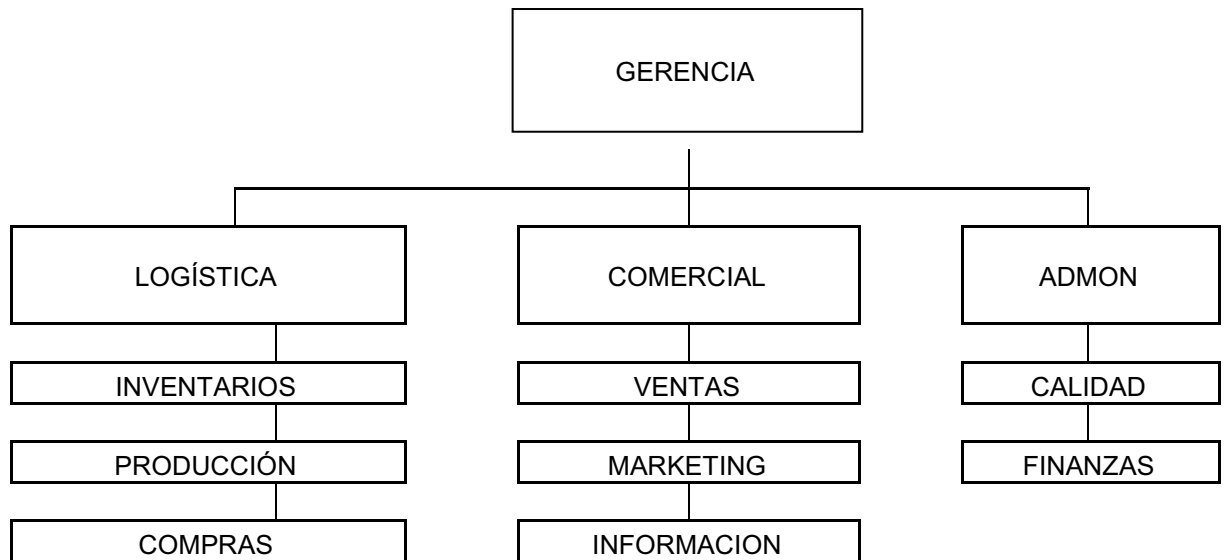 GERENCIA
LOGÍSTICA
COMERCIAL
ADMON
INVENTARIOS
VENTAS
CALIDAD
PRODUCCIÓN
MARKETING
FINANZAS
COMPRAS
INFORMACION